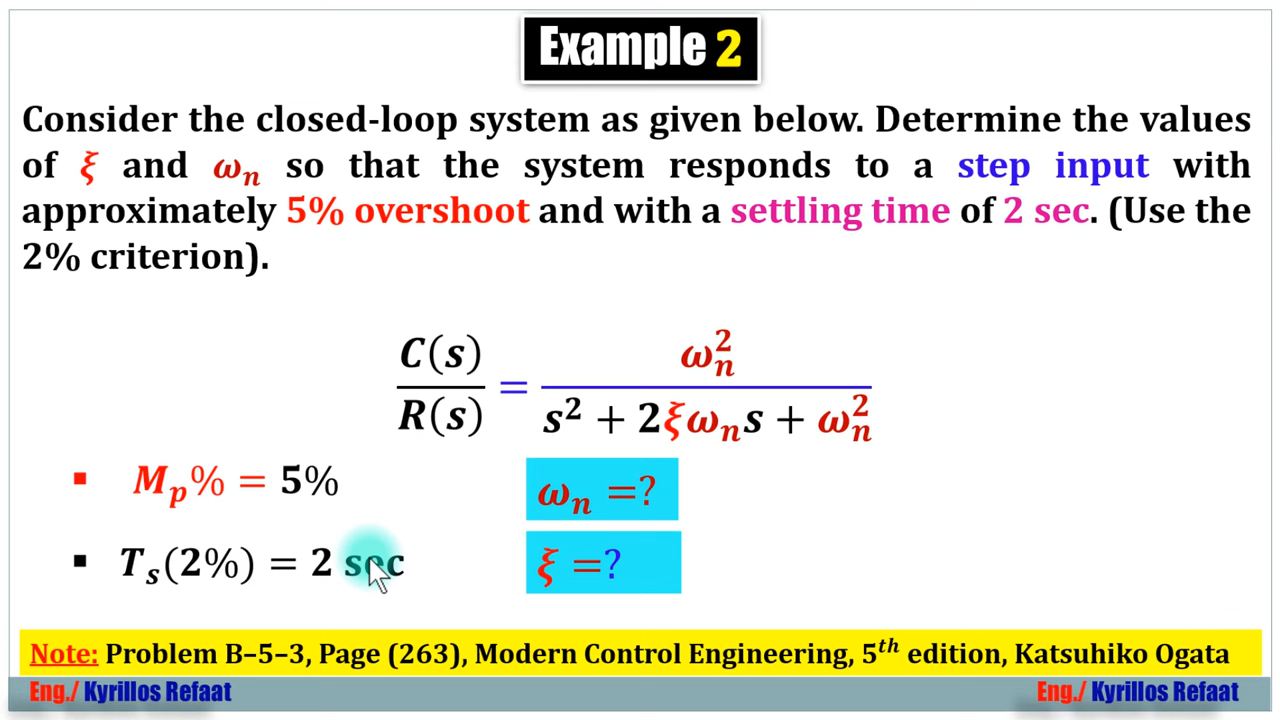 Example 2
Consider the closed-loop system as given below. Determine the values
of ξ and ωn so that the system responds to a step input with
approximately 5% overshoot and with a settling time of 2 sec. (Use the
2% criterion).
C(s)/R(s) = ωn²/(s² + 2ξωns + ωn²)
▪ Mp% = 5%
ωn =?
▪ Ts(2%) = 2 sec
ξ =?
Note: Problem B–5–3, Page (263), Modern Control Engineering, 5th edition, Katsuhiko Ogata
Eng./ Kyrillos Refaat
Eng./ Kyrillos Refaat